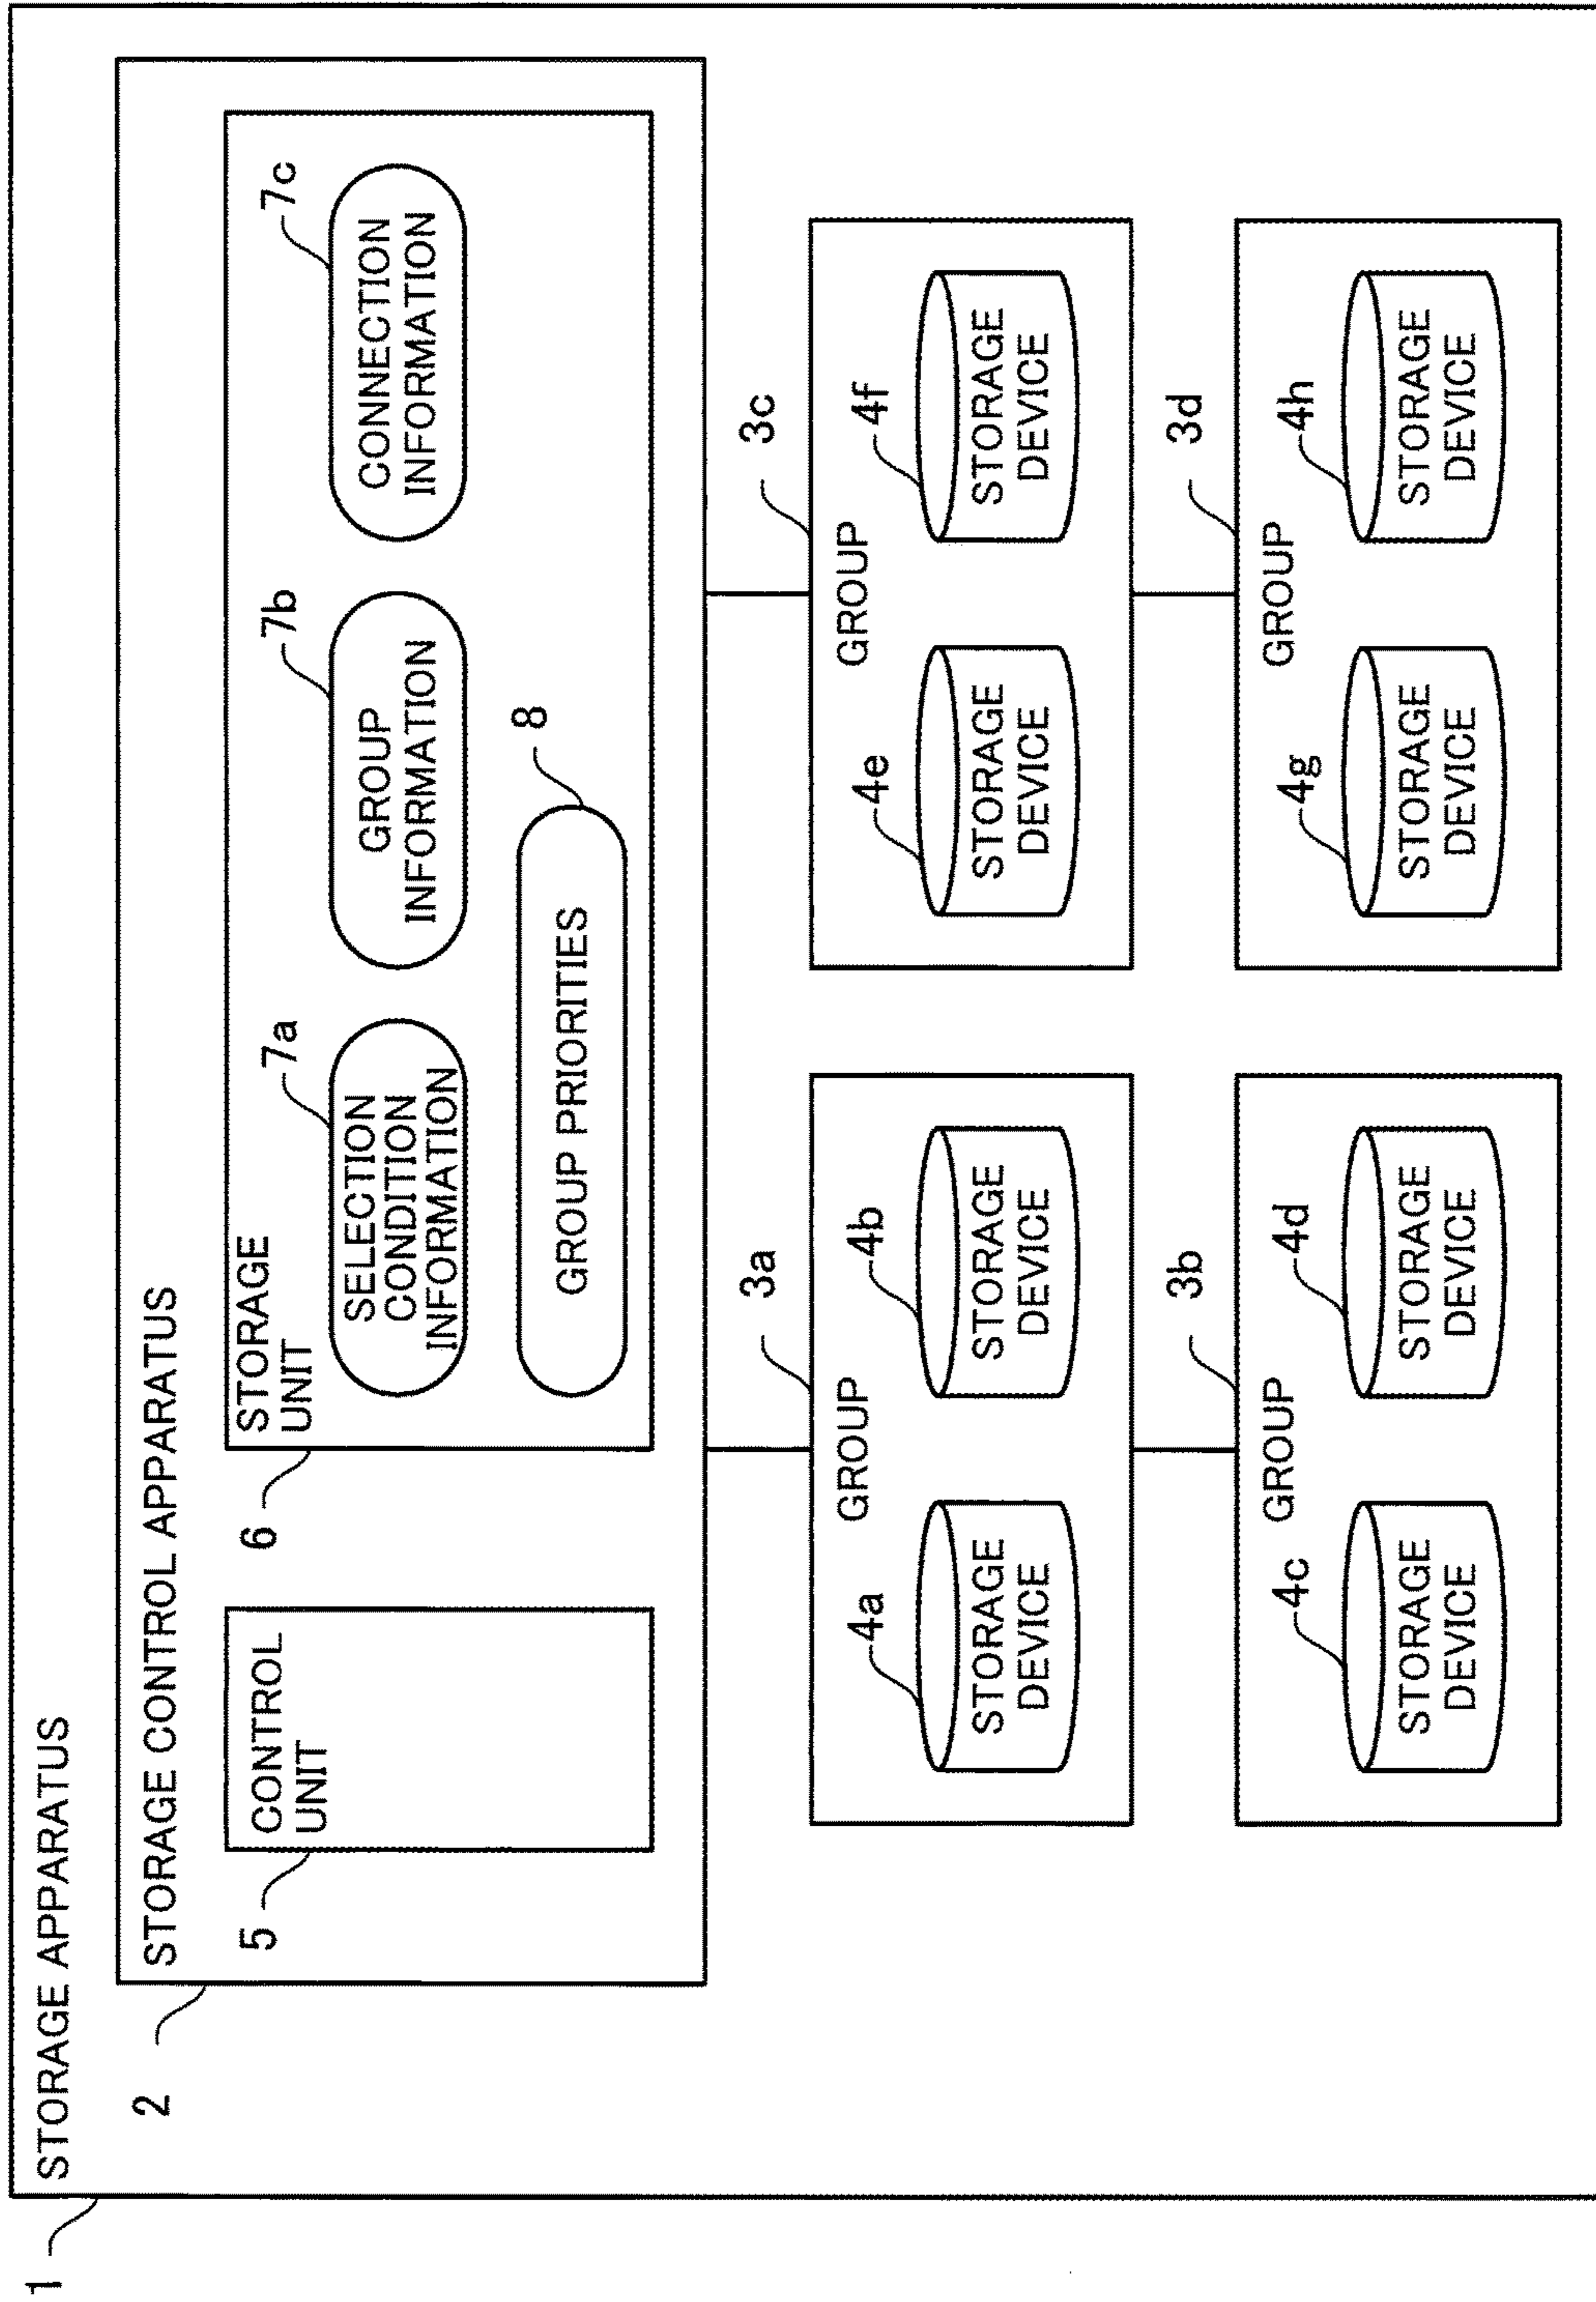 1
STORAGE APPARATUS
2
STORAGE CONTROL APPARATUS
5
CONTROL
UNIT
6
STORAGE
UNIT
7a
SELECTION
CONDITION
INFORMATION
7b
GROUP
INFORMATION
7c
CONNECTION
INFORMATION
8
GROUP PRIORITIES
3a
GROUP
4a
STORAGE
DEVICE
4b
STORAGE
DEVICE
3c
GROUP
4e
STORAGE
DEVICE
4f
STORAGE
DEVICE
3b
GROUP
4c
STORAGE
DEVICE
4d
STORAGE
DEVICE
3d
GROUP
4g
STORAGE
DEVICE
4h
STORAGE
DEVICE